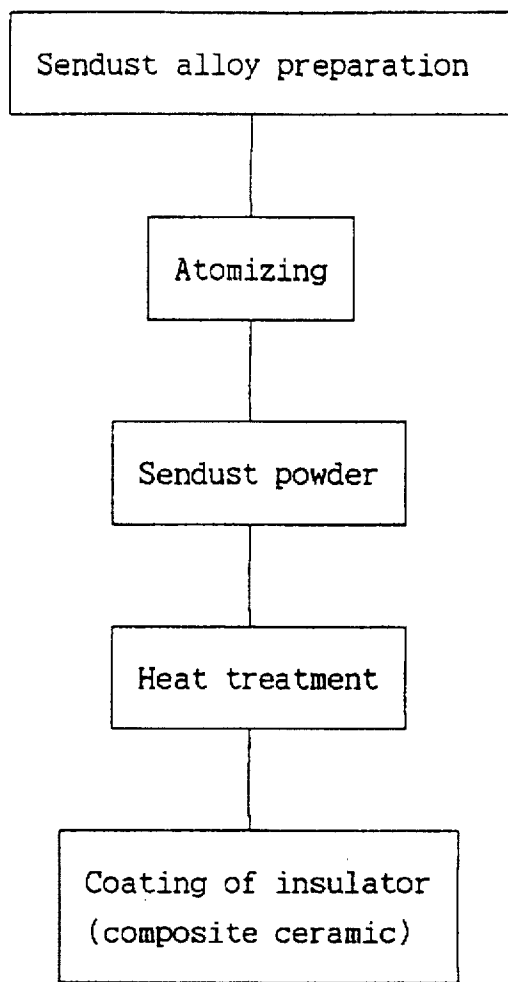 Sendust alloy preparation
Atomizing
Sendust powder
Heat treatment
Coating of insulator
(composite ceramic)